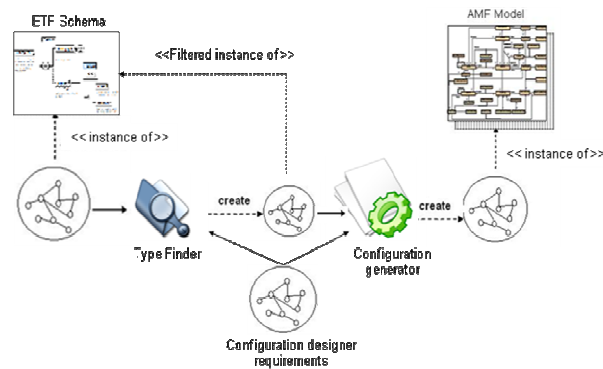 ETF Schema
AMF Model
<<Filtered instance of>>
<< instance of>>
<< instance of>>
create
create
Type Finder
Configuration
generator
Configuration designer
requirements